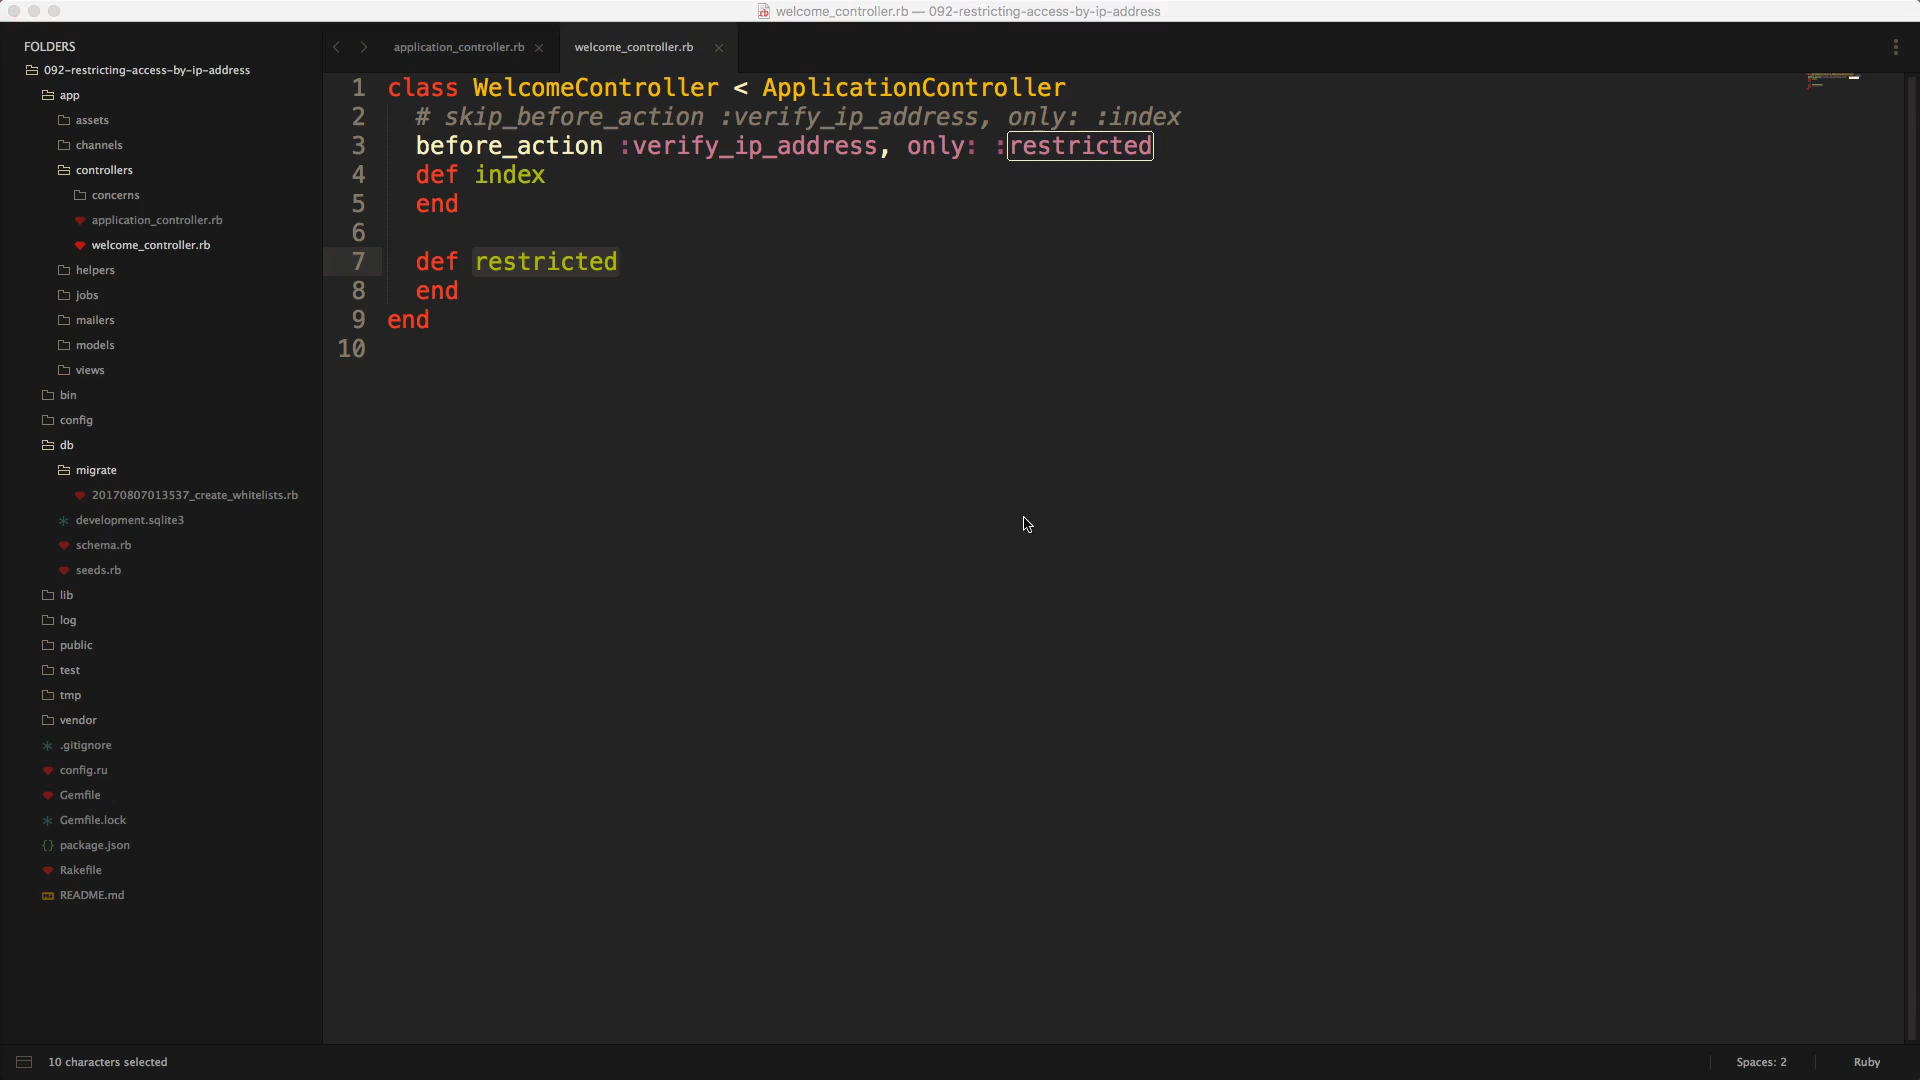 welcome_controller.rb — 092-restricting-access-by-ip-address
FOLDERS
092-restricting-access-by-ip-address
app
assets
channels
controllers
concerns
application_controller.rb
welcome_controller.rb
helpers
jobs
mailers
models
views
bin
config
db
migrate
20170807013537_create_whitelists.rb
development.sqlite3
schema.rb
seeds.rb
lib
log
public
test
tmp
vendor
.gitignore
config.ru
Gemfile
Gemfile.lock
package.json
Rakefile
README.md
application_controller.rb
welcome_controller.rb
1 class WelcomeController < ApplicationController
2   # skip_before_action :verify_ip_address, only: :index
3   before_action :verify_ip_address, only: :restricted
4   def index
5   end
6
7   def restricted
8   end
9 end
10
10 characters selected
Spaces: 2
Ruby